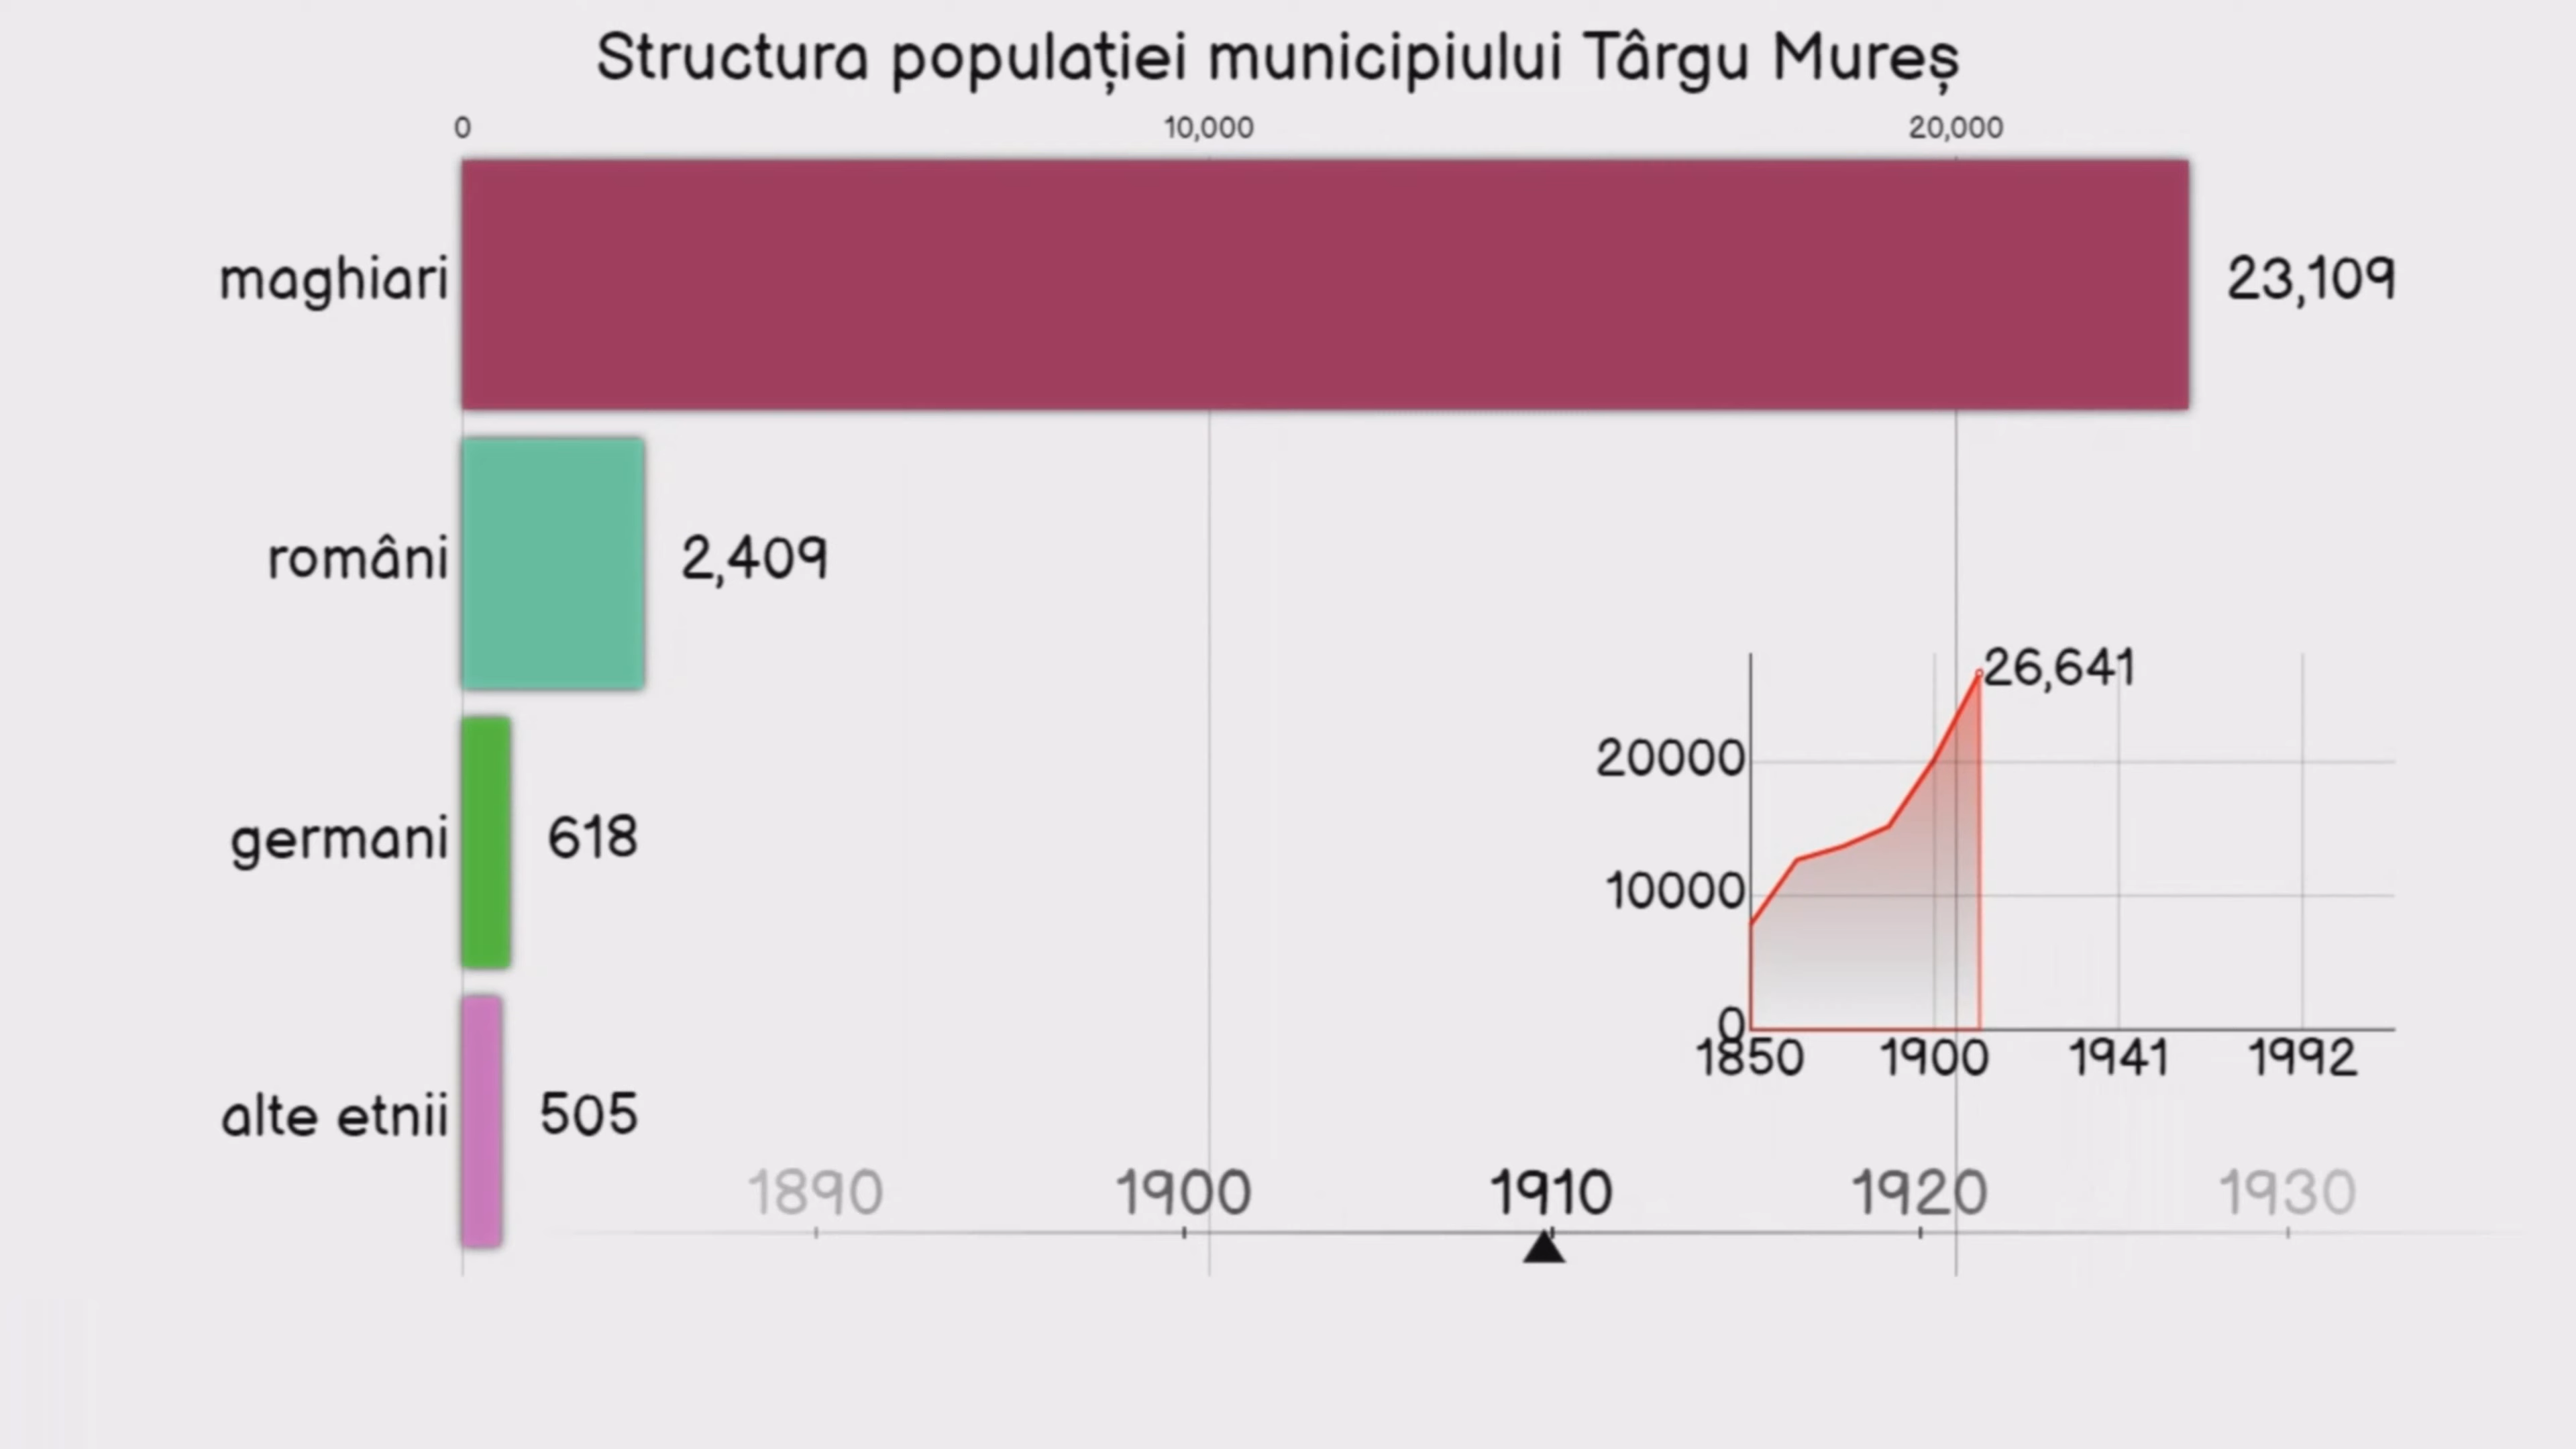 Structura populației municipiului Târgu Mureș
0 10,000 20,000
maghiari 23,109
români 2,409
germani 618
alte etnii 505
26,641
20000
10000
0
1850 1900 1941 1992
1890 1900 1910 1920 1930